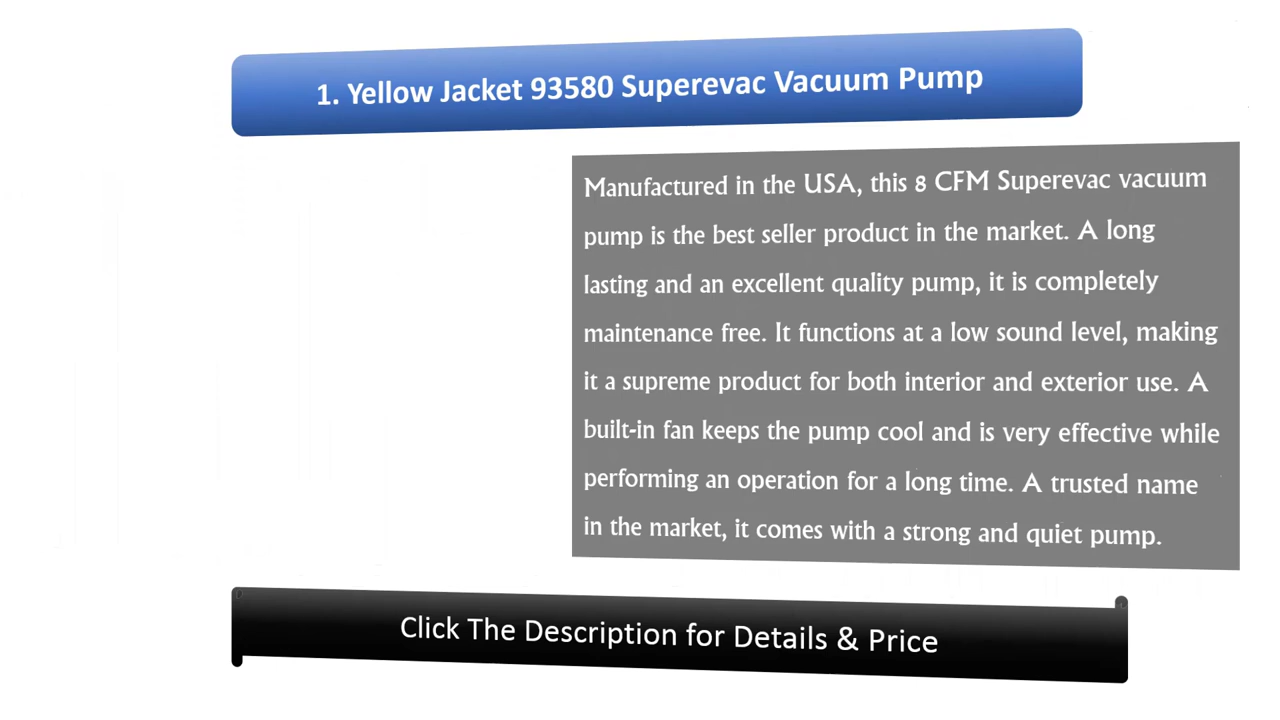 1. Yellow Jacket 93580 Superevac Vacuum Pump
Manufactured in the USA, this 8 CFM Superevac vacuum
pump is the best seller product in the market. A long
lasting and an excellent quality pump, it is completely
maintenance free. It functions at a low sound level, making
it a supreme product for both interior and exterior use. A
built-in fan keeps the pump cool and is very effective while
performing an operation for a long time. A trusted name
in the market, it comes with a strong and quiet pump.
Click The Description for Details & Price